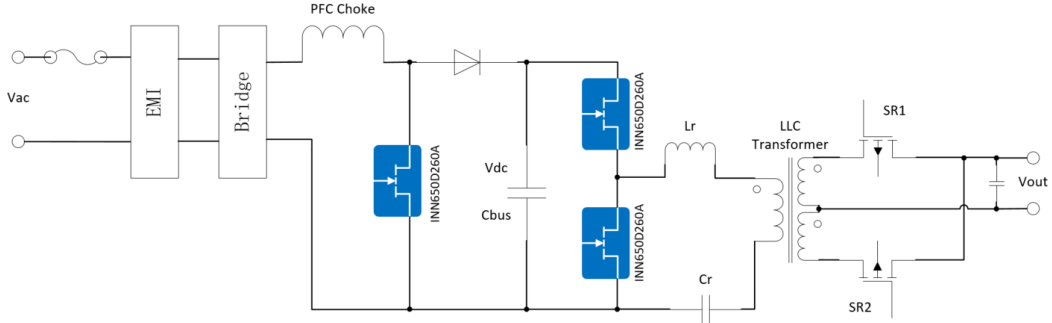 PFC Choke
Vac
EMI
Bridge
INN650D260A
Vdc
Cbus
INN650D260A
INN650D260A
Lr
Cr
LLC
Transformer
SR1
SR2
Vout